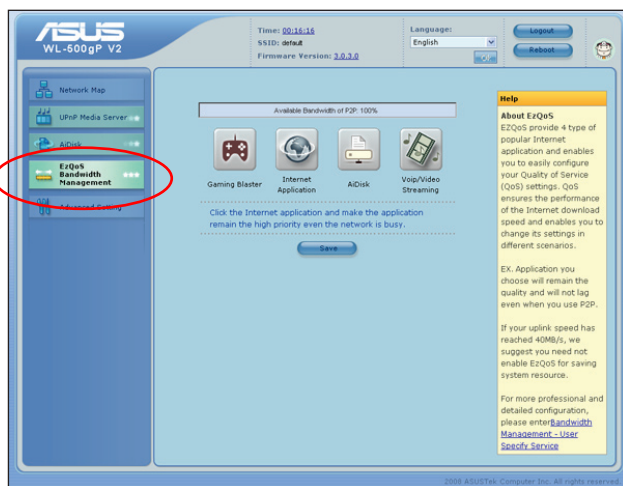 ASUS
WL-500gP V2
Time: 00:16:16
SSID: default
Firmware Version: 3.0.3.0
Language:
English
Logout
Reboot
Network Map
UPnP Media Server
AiDisk
EzQoS
Bandwidth
Management
Advanced Setting
Available Bandwidth of P2P: 100%
Gaming Blaster
Internet
Application
AiDisk
Voip/Video
Streaming
Click the Internet application and make the application
remain the high priority even the network is busy.
Save
Help
About EzQoS
EZQoS provide 4 type of
popular Internet
application and enables
you to easily configure
your Quality of Service
(QoS) settings. QoS
ensures the performance
of the Internet download
speed and enables you to
change its settings in
different scenarios.
EX. Application you
choose will remain the
quality and will not lag
even when you use P2P.
If your uplink speed has
reached 40MB/s, we
suggest you need not
enable EzQoS for saving
system resource.
For more professional and
detailed configuration,
please enterBandwidth
Management - User
Specify Service
2008 ASUSTek Computer Inc. All rights reserved.